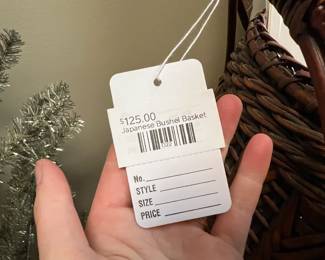 $125.00
Japanese Bushel Basket
No.
STYLE
SIZE
PRICE